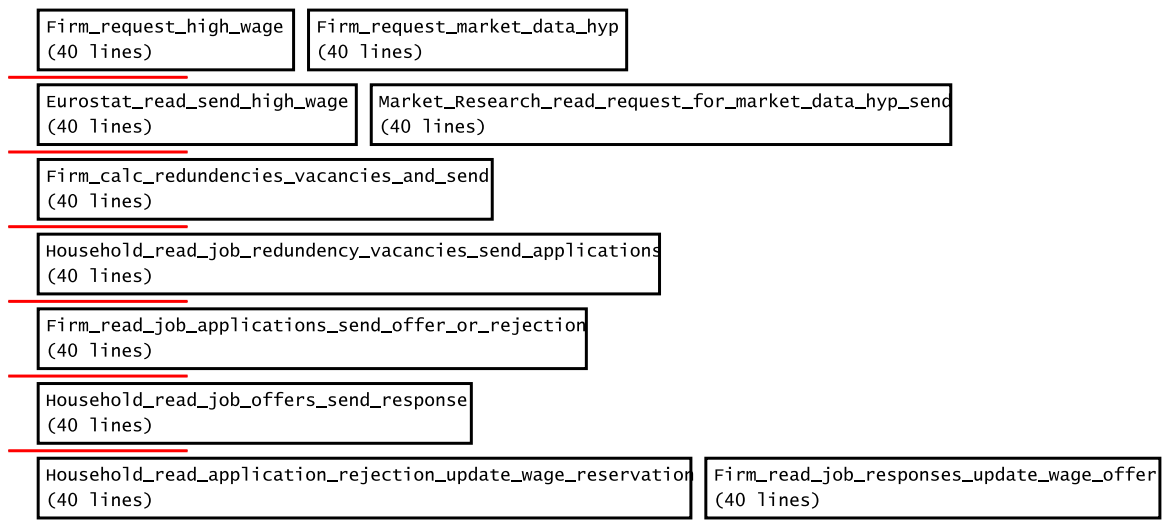 Firm_request_high_wage
(40 lines)
Firm_request_market_data_hyp
(40 lines)
Eurostat_read_send_high_wage
(40 lines)
Market_Research_read_request_for_market_data_hyp_send
(40 lines)
Firm_calc_redundencies_vacancies_and_send
(40 lines)
Household_read_job_redundency_vacancies_send_applications
(40 lines)
Firm_read_job_applications_send_offer_or_rejection
(40 lines)
Household_read_job_offers_send_response
(40 lines)
Household_read_application_rejection_update_wage_reservation
(40 lines)
Firm_read_job_responses_update_wage_offer
(40 lines)